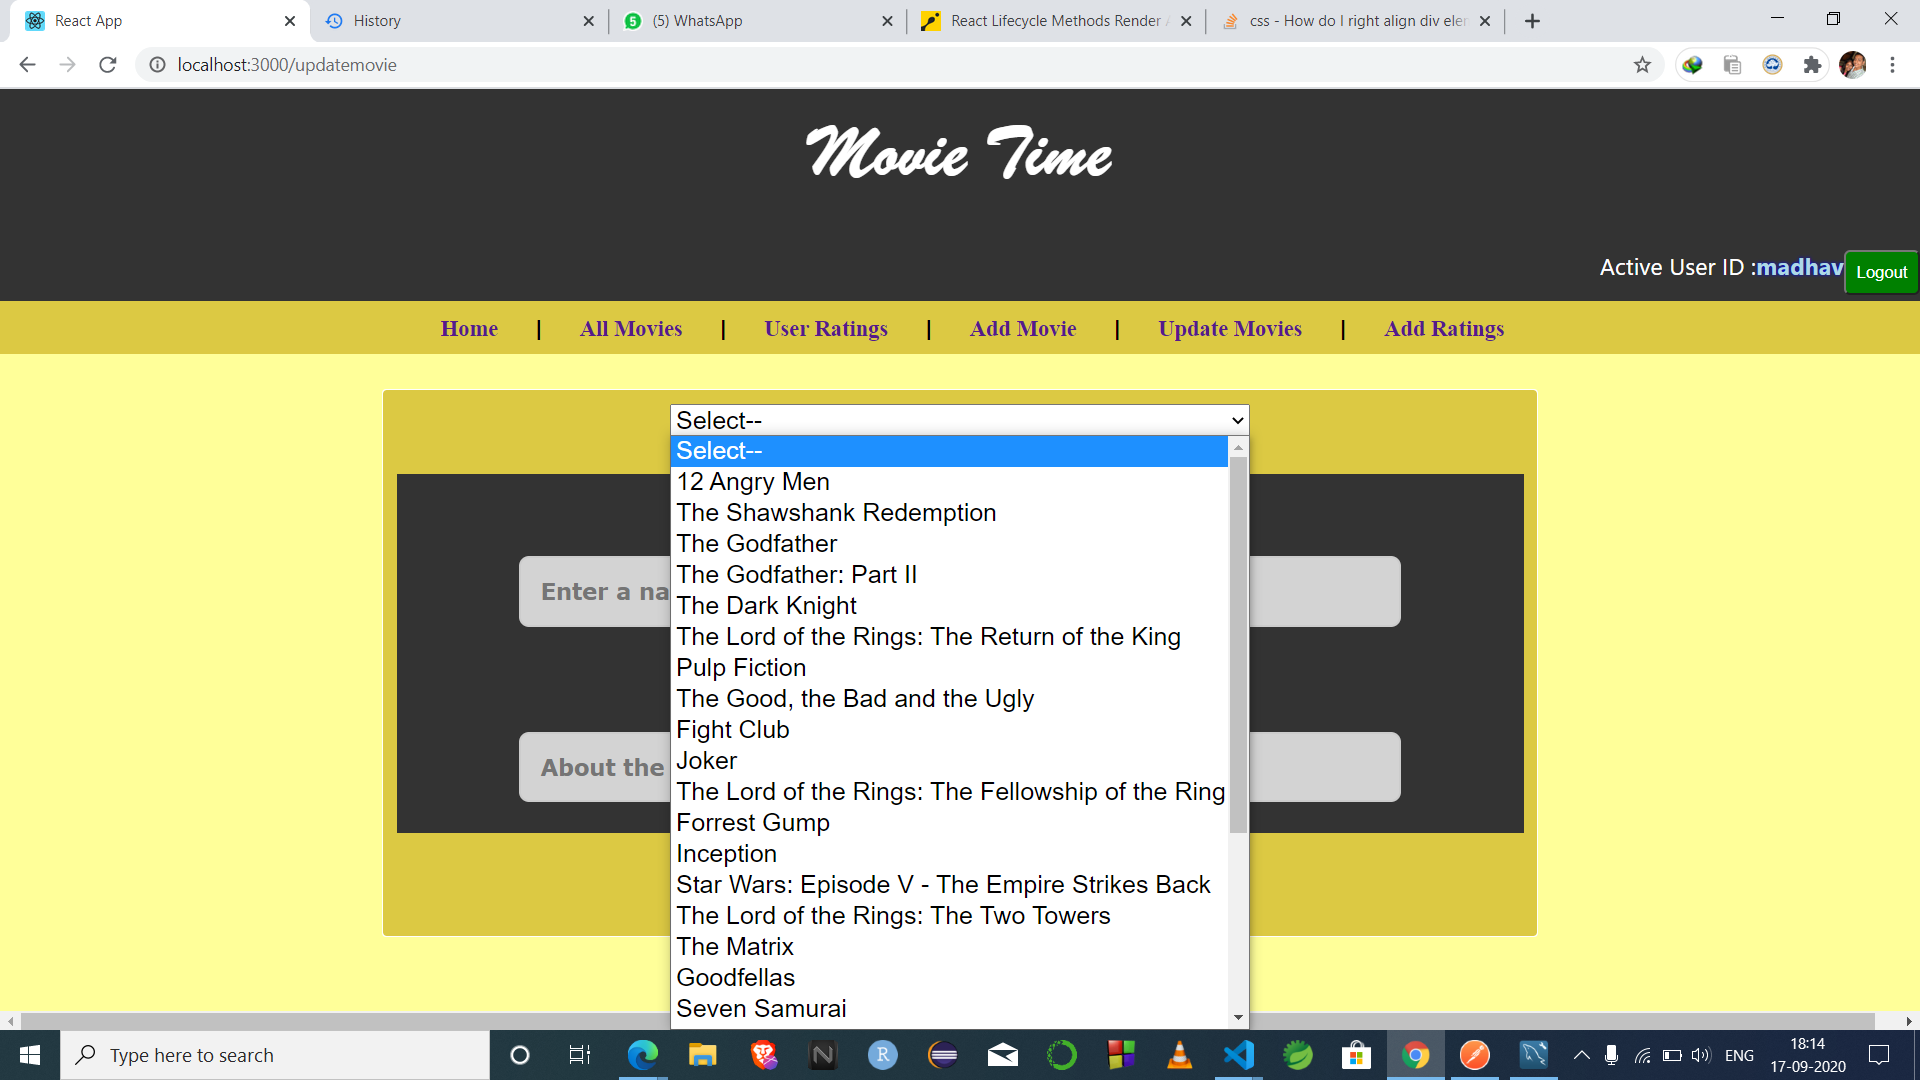 React App
History
(5) WhatsApp
React Lifecycle Methods Render
css - How do I right align div
localhost:3000/updatemovie
Movie Time
Active User ID :madhav
Logout
Home | All Movies | User Ratings | Add Movie | Update Movies | Add Ratings
Select--
Select--
12 Angry Men
The Shawshank Redemption
The Godfather
The Godfather: Part II
The Dark Knight
The Lord of the Rings: The Return of the King
Enter a
Pulp Fiction
The Good, the Bad and the Ugly
Fight Club
Joker
About the
The Lord of the Rings: The Fellowship of the Ring
Forrest Gump
Inception
Star Wars: Episode V - The Empire Strikes Back
The Lord of the Rings: The Two Towers
The Matrix
Goodfellas
Seven Samurai
Type here to search
ENG
18:14
17-09-2020